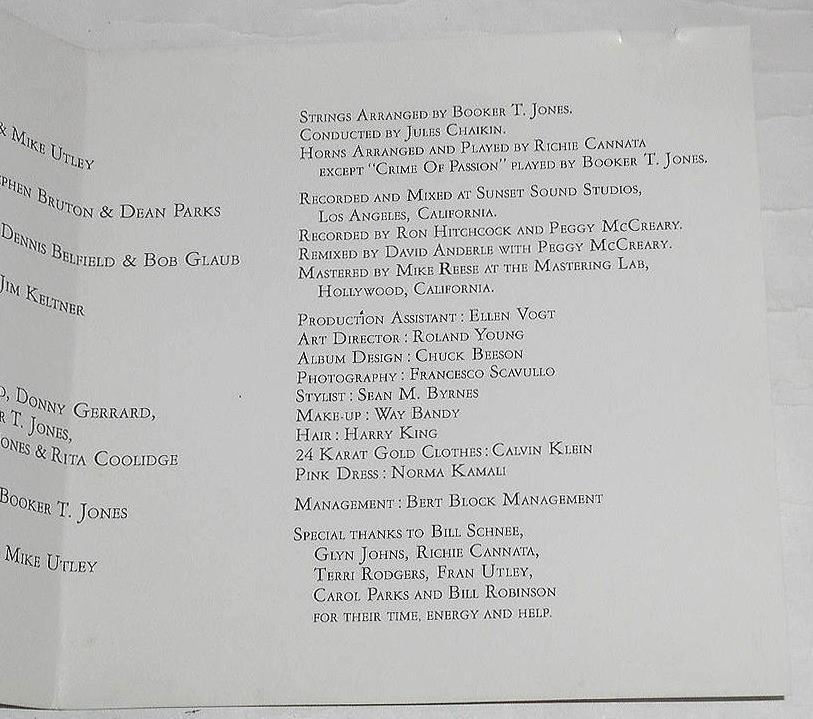 & Mike Utley
Bruton & Dean Parks
Dennis Belfield & Bob Glaub
Jim Keltner
Donny Gerrard,
T. Jones,
& Rita Coolidge
Booker T. Jones
Mike Utley
Strings Arranged by Booker T. Jones.
Conducted by Jules Chaikin.
Horns Arranged and Played by Richie Cannata
except "Crime Of Passion" played by Booker T. Jones.
Recorded and Mixed at Sunset Sound Studios,
Los Angeles, California.
Recorded by Ron Hitchcock and Peggy McCreary.
Remixed by David Anderle with Peggy McCreary.
Mastered by Mike Reese at the Mastering Lab,
Hollywood, California.
Production Assistant: Ellen Vogt
Art Director: Roland Young
Album Design: Chuck Beeson
Photography: Francesco Scavullo
Stylist: Sean M. Byrnes
Make-up: Way Bandy
Hair: Harry King
24 Karat Gold Clothes: Calvin Klein
Pink Dress: Norma Kamali
Management: Bert Block Management
Special thanks to Bill Schnee,
Glyn Johns, Richie Cannata,
Terri Rodgers, Fran Utley,
Carol Parks and Bill Robinson
for their time, energy and help.